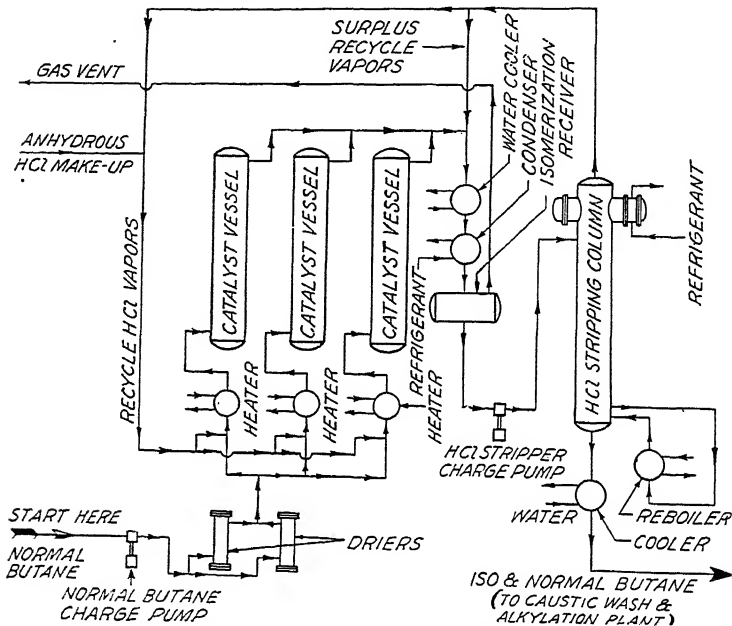 SURPLUS
RECYCLE
VAPORS
GAS VENT
WATER COOLER
CONDENSER
ISOMERIZATION
RECEIVER
ANHYDROUS
HCl MAKE-UP
CATALYST VESSEL
CATALYST VESSEL
CATALYST VESSEL
HCl STRIPPING COLUMN
REFRIGERANT
RECYCLE HCl VAPORS
REFRIGERANT
HEATER
HEATER
HEATER
HCl STRIPPER
CHARGE PUMP
START HERE
NORMAL
BUTANE
NORMAL BUTANE
CHARGE PUMP
DRIERS
WATER
REBOILER
COOLER
ISO & NORMAL BUTANE
(TO CAUSTIC WASH &
ALKYLATION PLANT)